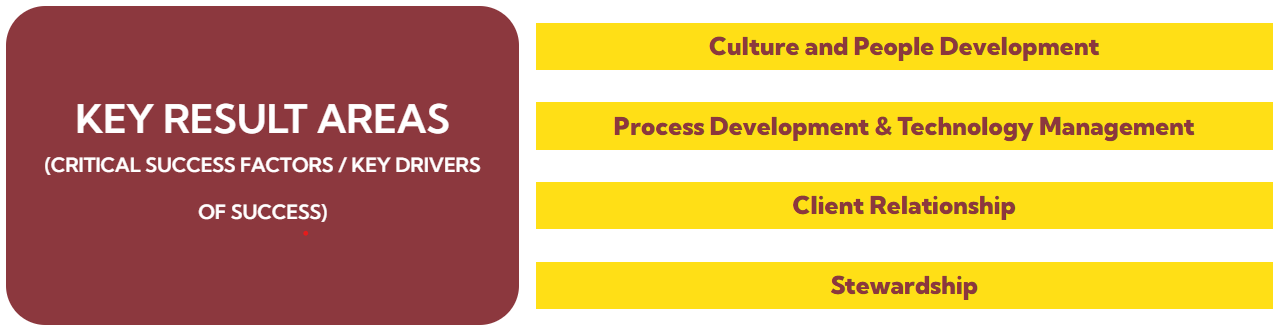 KEY RESULT AREAS
(CRITICAL SUCCESS FACTORS / KEY DRIVERS
OF SUCCESS)
Culture and People Development
Process Development & Technology Management
Client Relationship
Stewardship